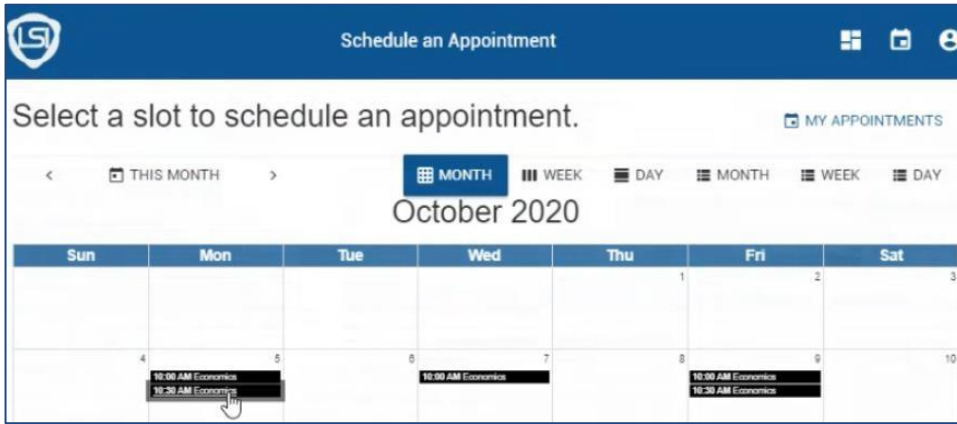 LSI
Schedule an Appointment
Select a slot to schedule an appointment.
MY APPOINTMENTS
< THIS MONTH > MONTH WEEK DAY MONTH WEEK DAY
October 2020
Sun Mon Tue Wed Thu Fri Sat
1 2 3
4 5 6 7 8 9 10
10:00 AM Economics 10:00 AM Economics 10:00 AM Economics
10:30 AM Economics 10:30 AM Economics